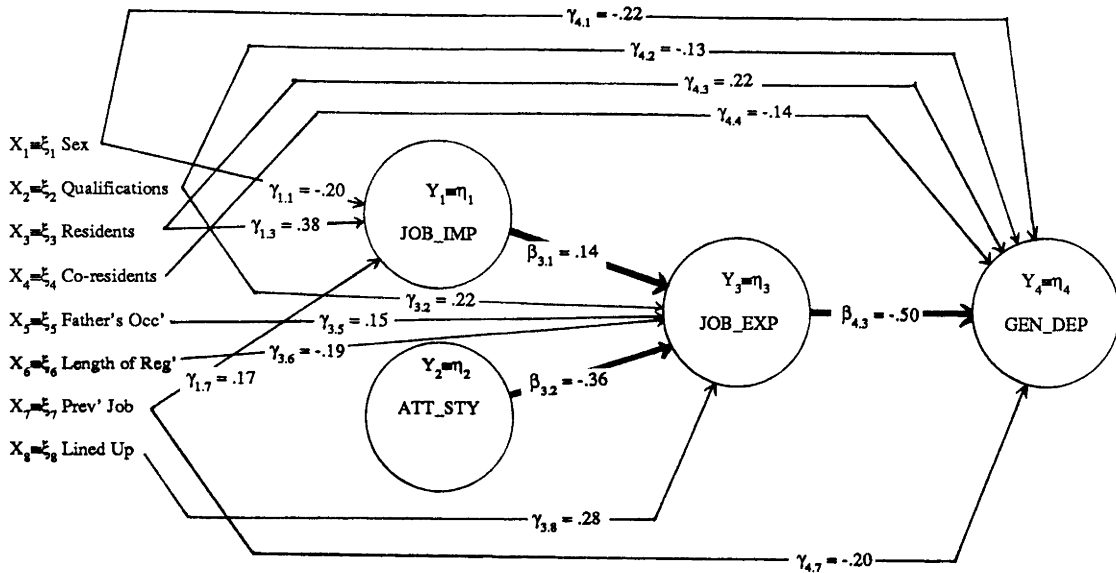 γ4.1 = -.22
γ4.2 = -.13
γ4.3 = .22
γ4.4 = -.14
X1≡ξ1 Sex
X2≡ξ2 Qualifications
X3≡ξ3 Residents
X4≡ξ4 Co-residents
X5≡ξ5 Father's Occ'
X6≡ξ6 Length of Reg'
X7≡ξ7 Prev' Job
X8≡ξ8 Lined Up
γ1.1 = -.20
γ1.3 = .38
γ1.7 = .17
Y1≡η1
JOB_IMP
β3.1 = .14
γ3.2 = .22
γ3.5 = .15
γ3.6 = -.19
Y2≡η2
ATT_STY
β3.2 = -.36
Y3≡η3
JOB_EXP
β4.3 = -.50
Y4≡η4
GEN_DEP
γ3.8 = .28
γ4.7 = -.20